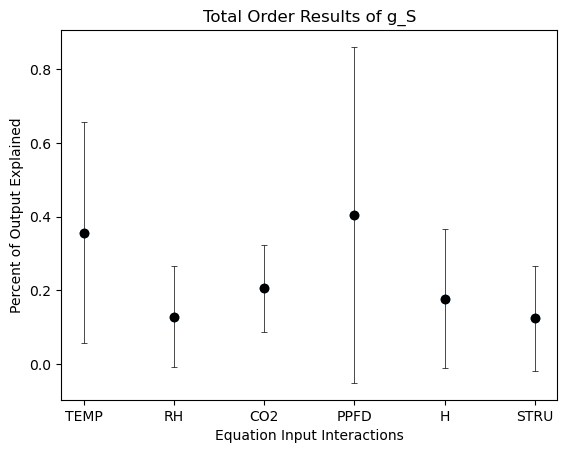 Total Order Results of g_S
Percent of Output Explained
0.8
0.6
0.4
0.2
0.0
TEMP RH CO2 PPFD H STRU
Equation Input Interactions